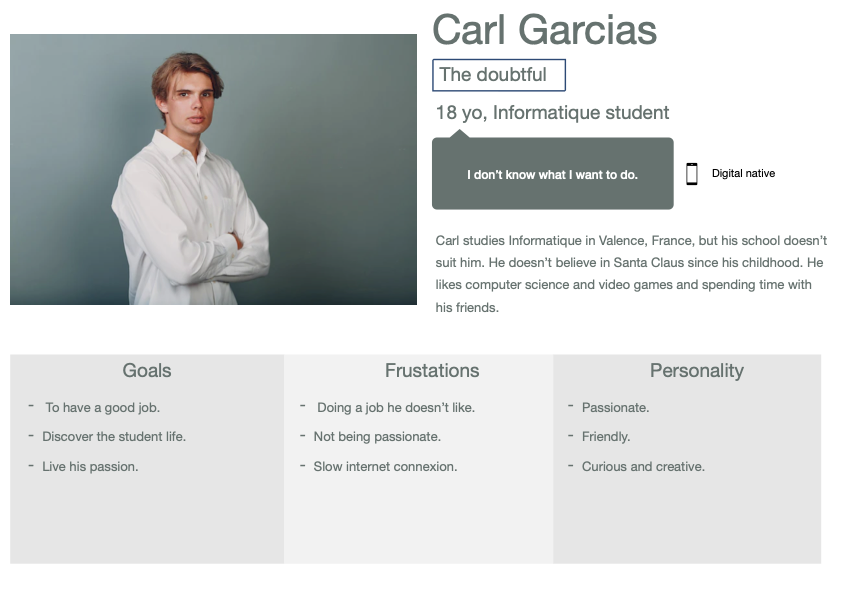 Carl Garcias
The doubtful
18 yo, Informatique student
I don't know what I want to do.
Digital native
Carl studies Informatique in Valence, France, but his school doesn't
suit him. He doesn't believe in Santa Claus since his childhood. He
likes computer science and video games and spending time with
his friends.
Goals
- To have a good job.
- Discover the student life.
- Live his passion.
Frustations
- Doing a job he doesn't like.
- Not being passionate.
- Slow internet connexion.
Personality
- Passionate.
- Friendly.
- Curious and creative.